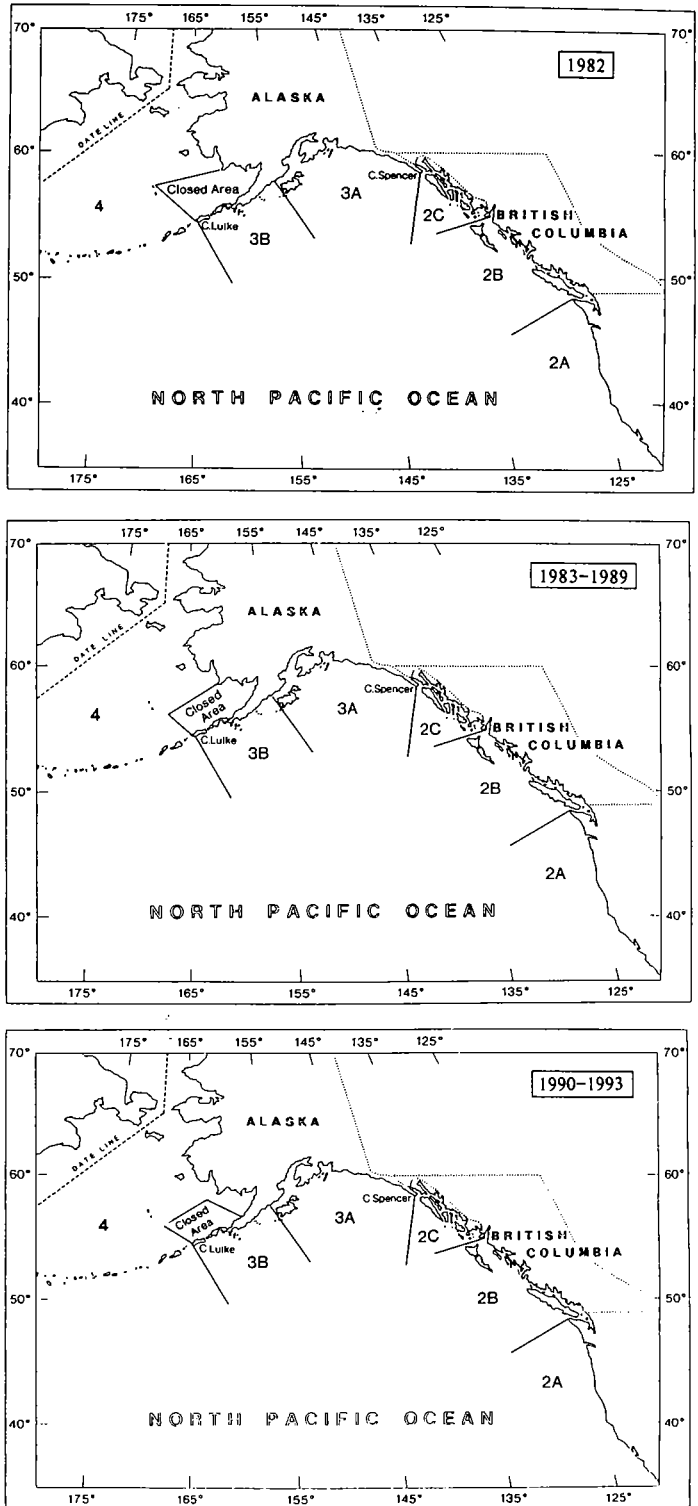 175° 165° 155° 145° 135° 125°
70° 70°
1982
ALASKA
DATE LINE
60° 60°
C.Spencer
Closed Area
3A
4
2C
BRITISH
C.Lutke
COLUMBIA
3B
50° 2B 50°
2A
NORTH PACIFIC OCEAN
40° 40°
175° 165° 155° 145° 135° 125°
175° 165° 155° 145° 135° 125°
70° 70°
1983-1989
ALASKA
DATE LINE
60° 60°
C.Spencer
Closed
Area
3A
4
2C
BRITISH
C.Lutke
COLUMBIA
3B
50° 2B 50°
2A
NORTH PACIFIC OCEAN
40° 40°
175° 165° 155° 145° 135° 125°
175° 165° 155° 145° 135° 125°
70° 70°
1990-1993
ALASKA
DATE LINE
60° 60°
C.Spencer
Closed
Area
3A
4
2C
BRITISH
C.Lutke
COLUMBIA
3B
50° 2B 50°
2A
NORTH PACIFIC OCEAN
40° 40°
175° 165° 155° 145° 135° 125°